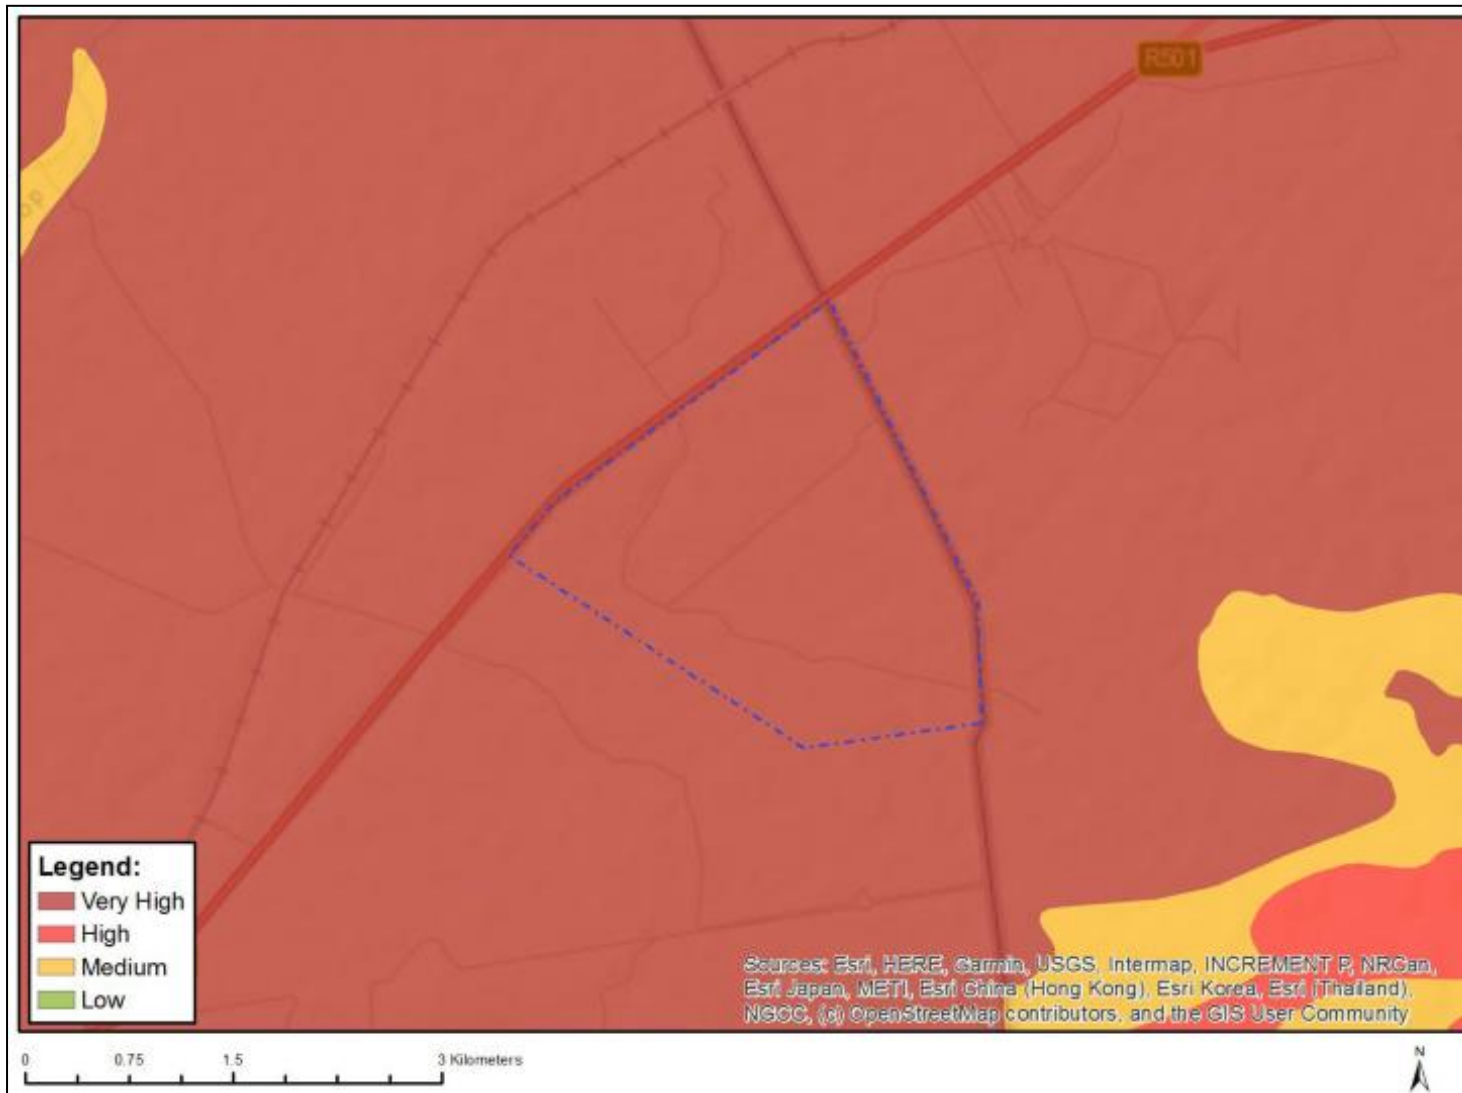 R501
Legend:
Very High
High
Medium
Low
Sources: Esri, HERE, Garmin, USGS, Intermap, INCREMENT P, NRCan,
Esri Japan, METI, Esri China (Hong Kong), Esri Korea, Esri (Thailand),
NGCC, (c) OpenStreetMap contributors, and the GIS User Community
0 0.75 1.5 3 Kilometers
N